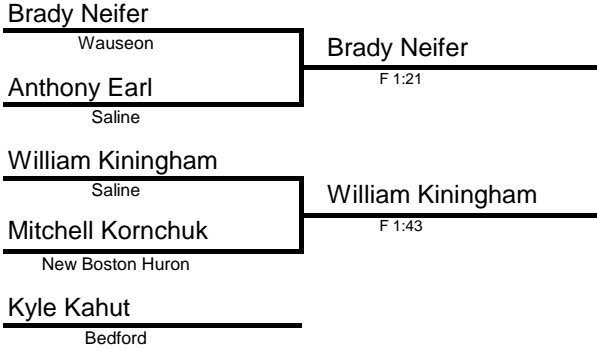 Brady Neifer
Wauseon
Brady Neifer
F 1:21
Anthony Earl
Saline
William Kiningham
Saline
William Kiningham
F 1:43
Mitchell Kornchuk
New Boston Huron
Kyle Kahut
Bedford